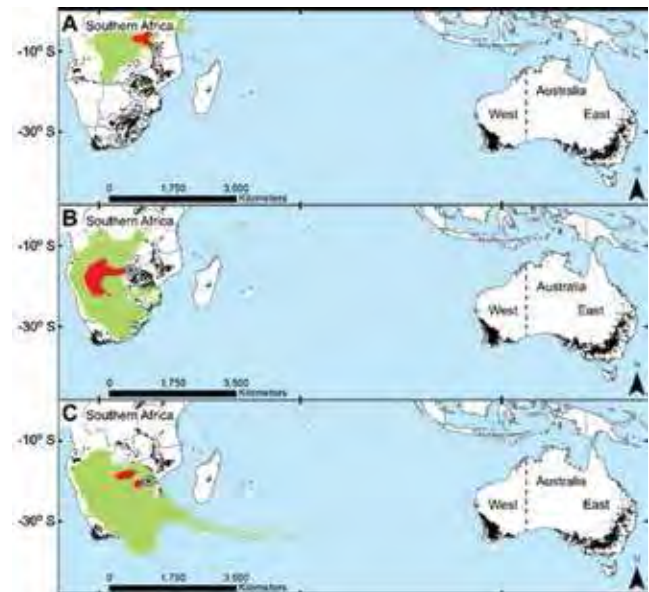 A
Southern Africa
-10° S
-30° S
Australia
West
East
0
1,750
3,500
Kilometers
N
B
Southern Africa
-10° S
-30° S
Australia
West
East
0
1,750
3,500
Kilometers
N
C
Southern Africa
-10° S
-30° S
Australia
West
East
0
1,750
3,500
Kilometers
N